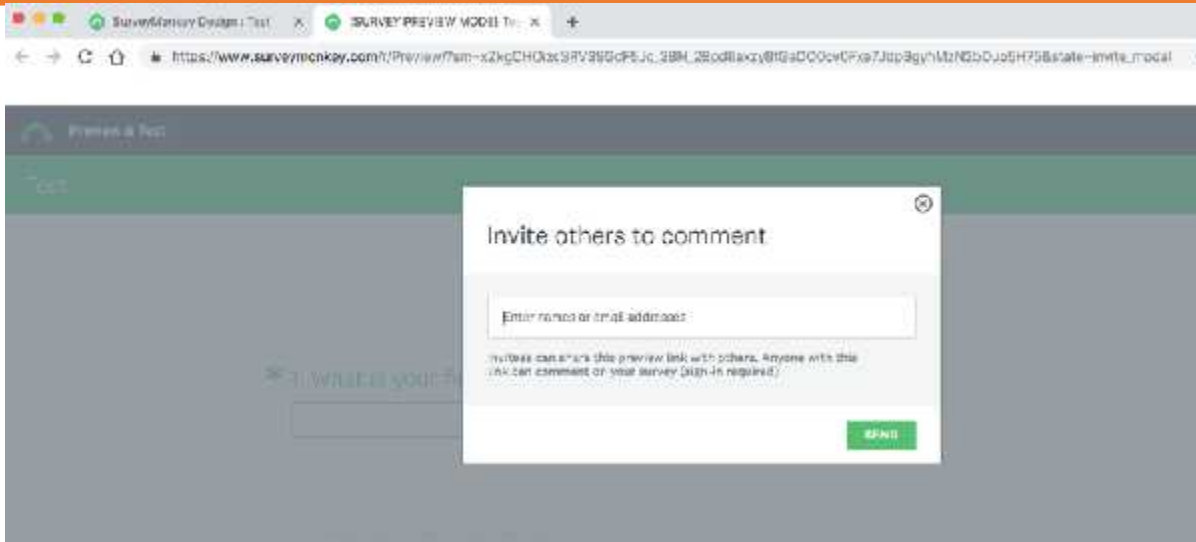 SurveyMonkey Design : Test
SURVEY PREVIEW MODE
https://www.surveymonkey.com/r/Preview/?sm=
Preview & Test
Test
Invite others to comment
Enter names or email addresses
Invitees can share this preview link with others. Anyone with this
link can comment on your survey (sign-in required)
1. What is your
SEND